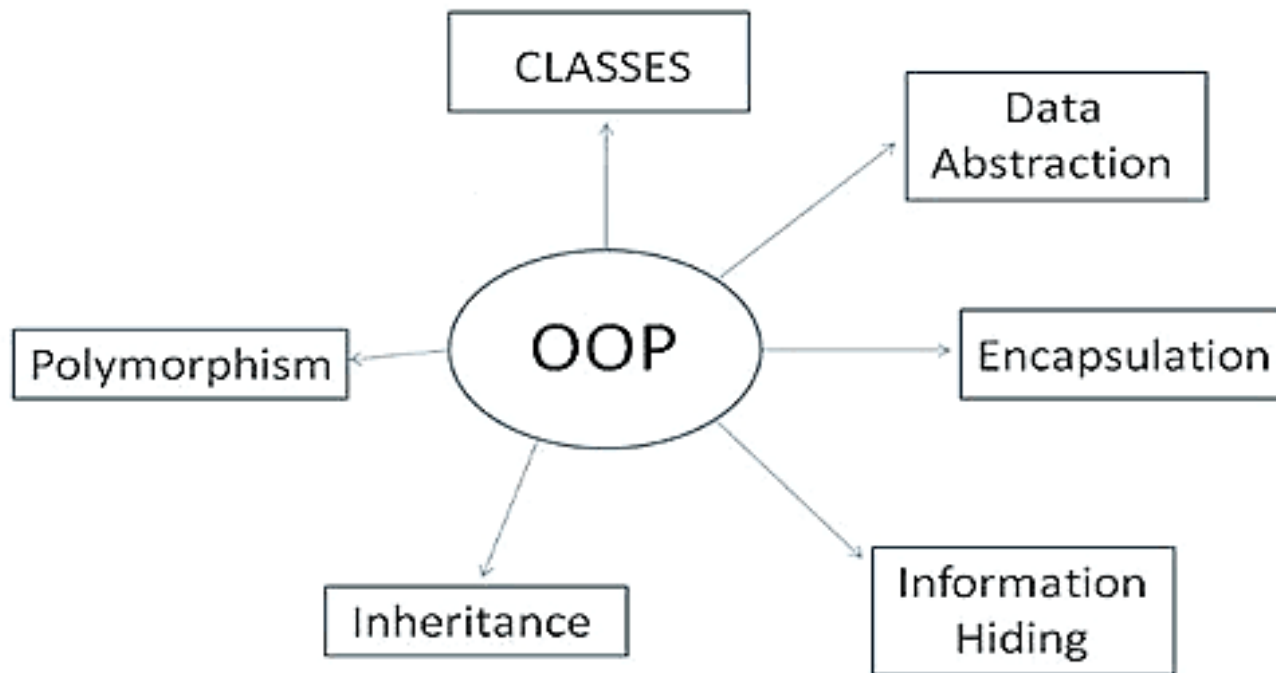 CLASSES
Data
Abstraction
OOP
Polymorphism
Encapsulation
Inheritance
Information
Hiding